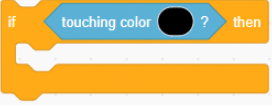 if touching color ? then